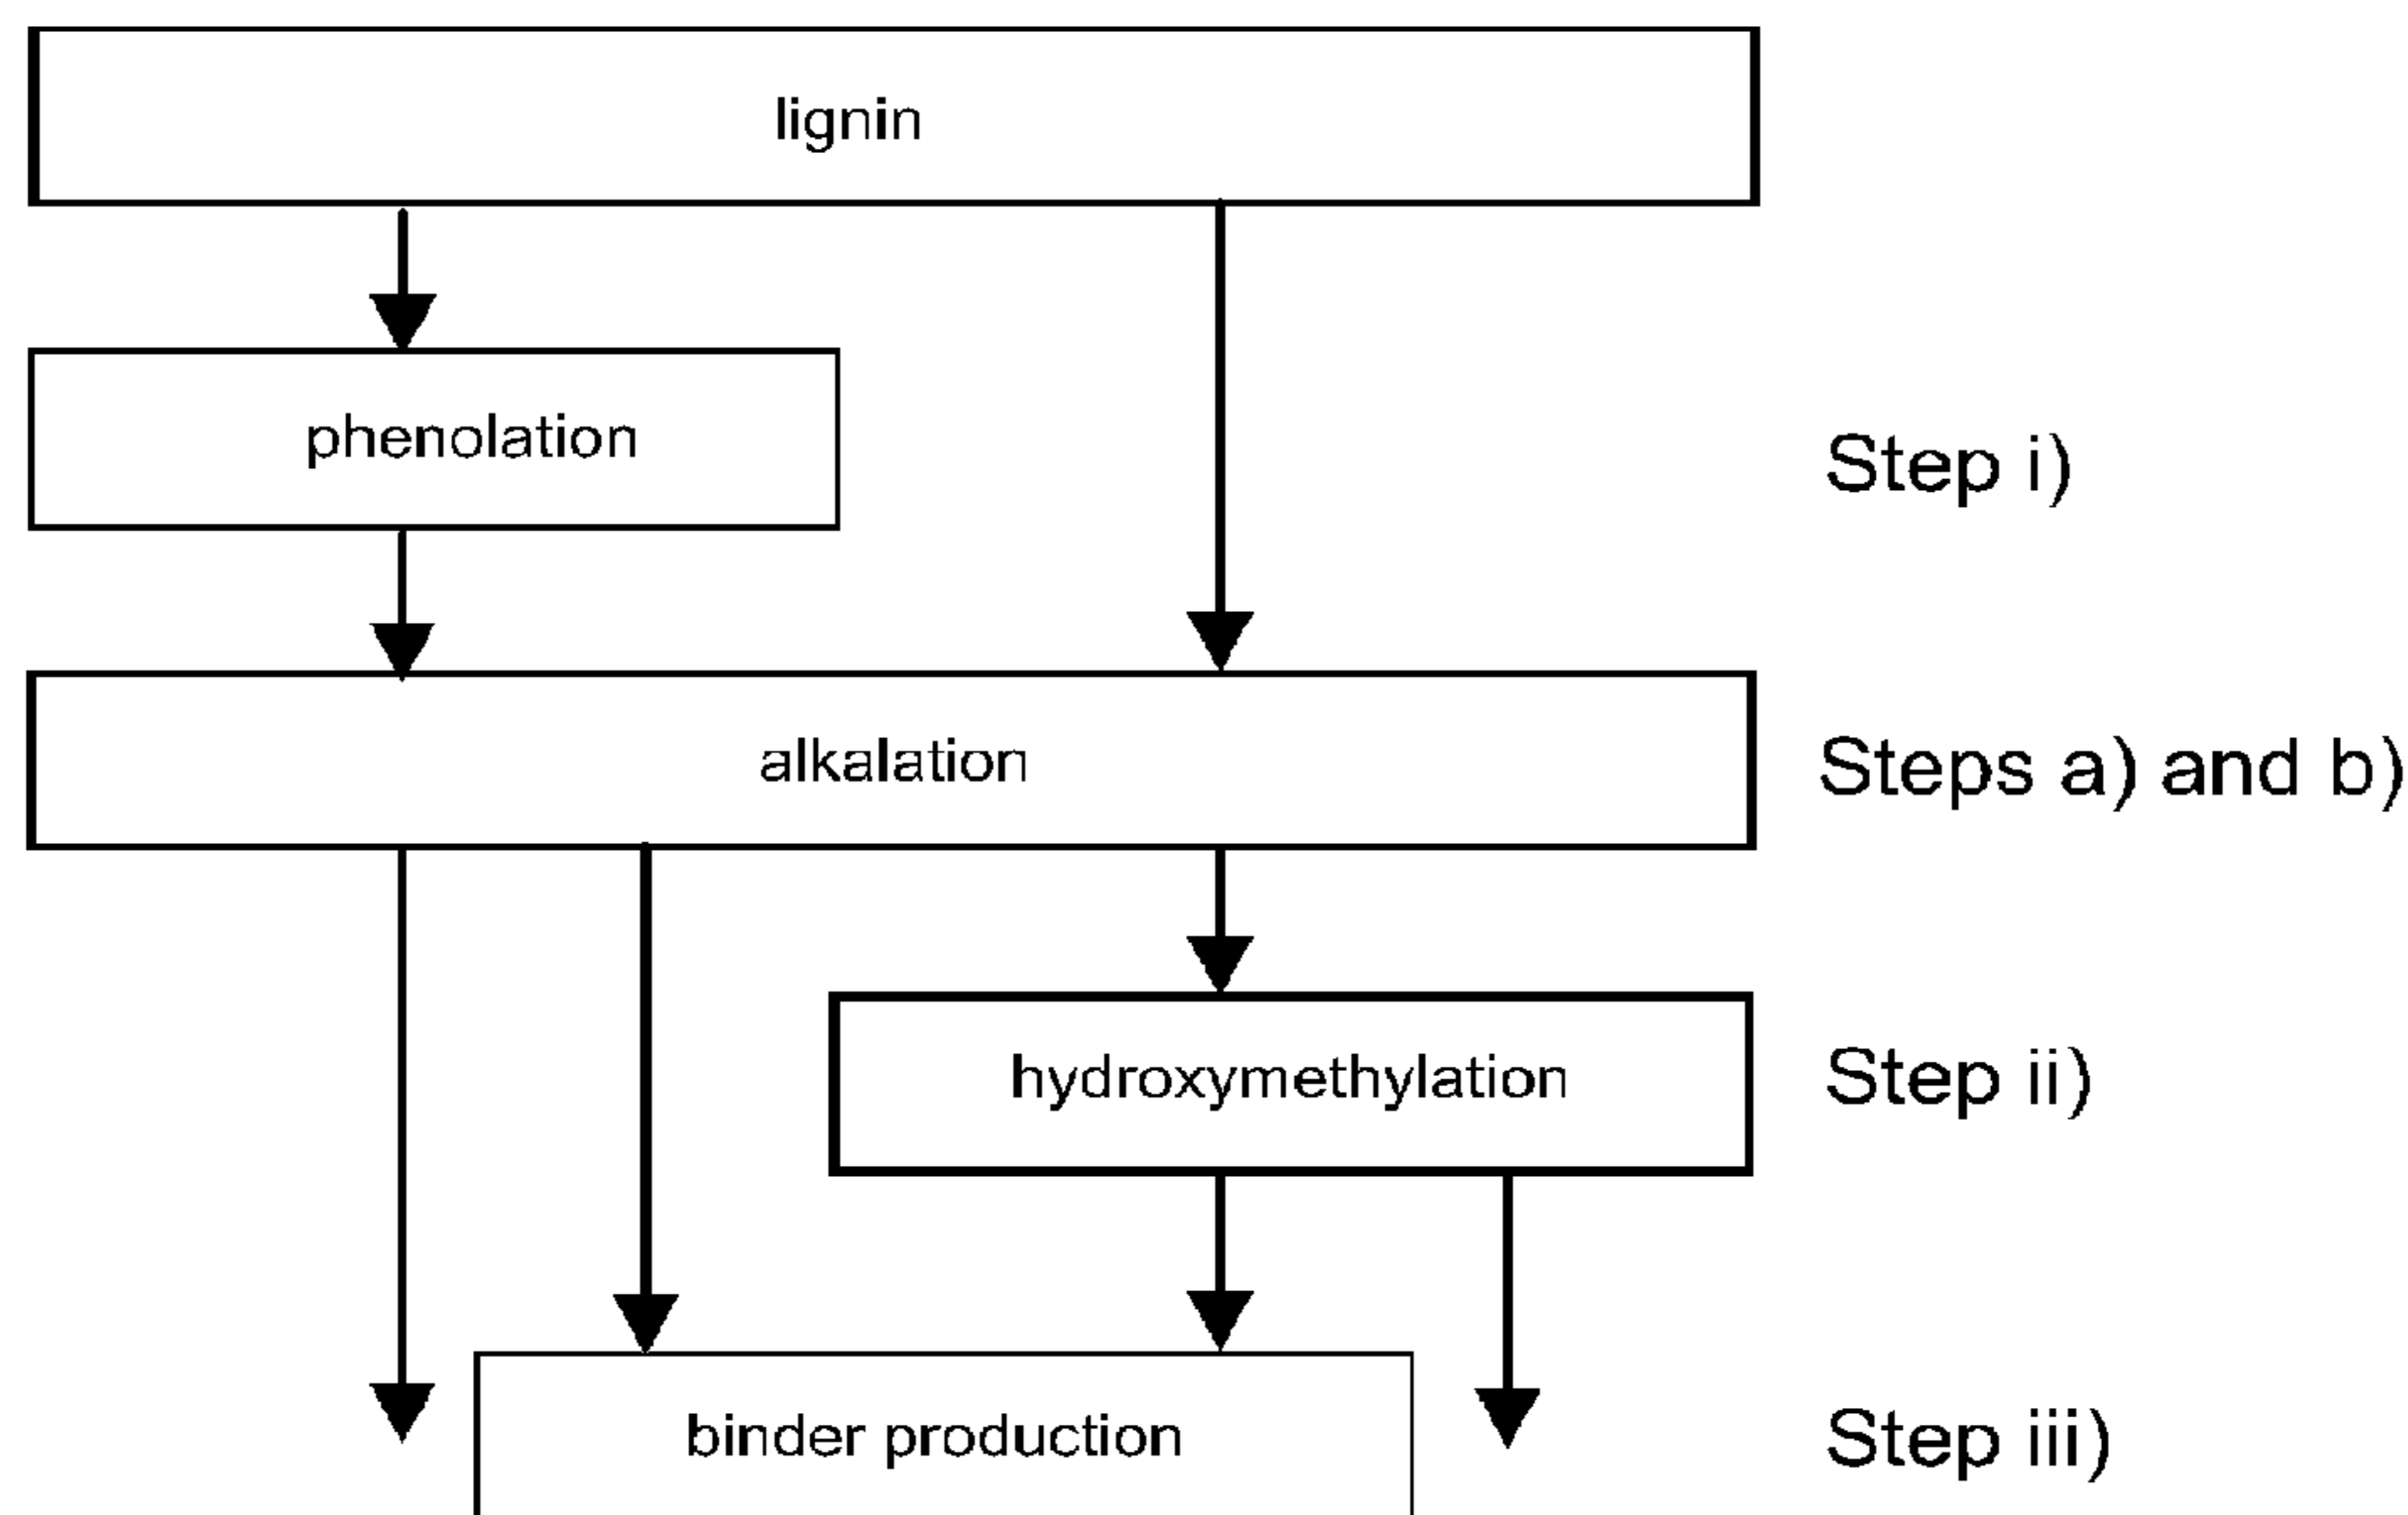 lignin
phenolation
Step i)
alkalation
Steps a) and b)
hydroxymethylation
Step ii)
binder production
Step iii)